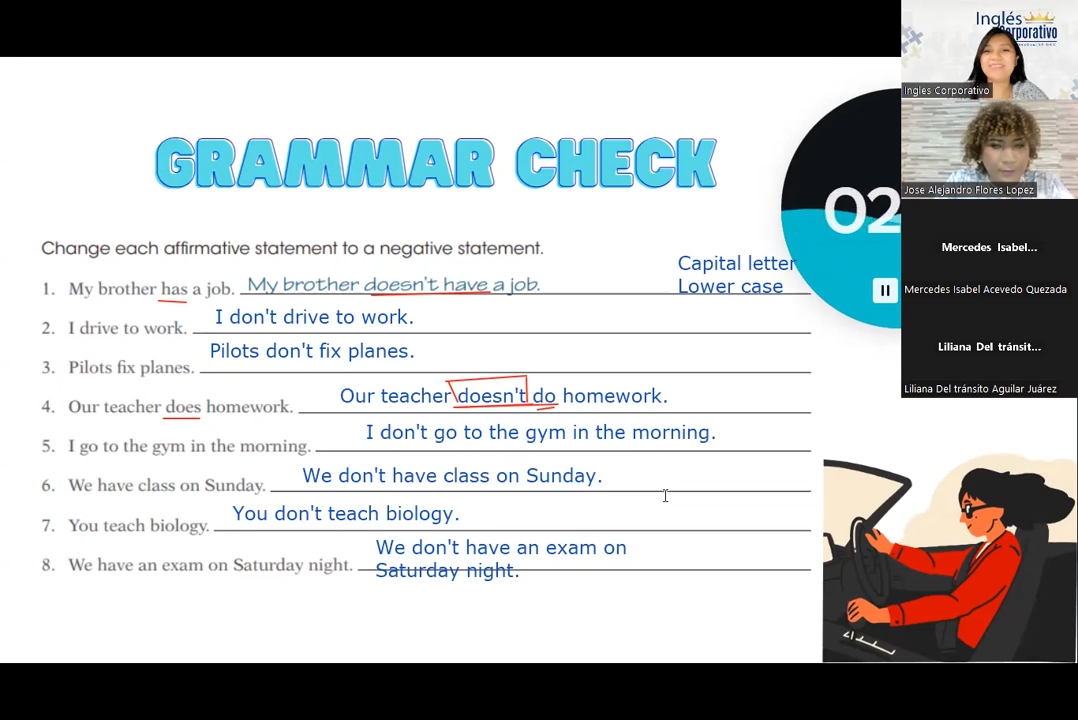 Inglés
Corporativo
Ingles Corporativo
GRAMMAR CHECK
Jose Alejandro Flores Lopez
02
Mercedes Isabel...
Mercedes Isabel Acevedo Quezada
Liliana Del tránsit...
Liliana Del tránsito Aguilar Juárez
Change each affirmative statement to a negative statement.
Capital letter
Lower case
1. My brother has a job. My brother doesn't have a job.
2. I drive to work. I don't drive to work.
3. Pilots fix planes. Pilots don't fix planes.
4. Our teacher does homework. Our teacher doesn't do homework.
5. I go to the gym in the morning. I don't go to the gym in the morning.
6. We have class on Sunday. We don't have class on Sunday.
7. You teach biology. You don't teach biology.
8. We have an exam on Saturday night. We don't have an exam on
Saturday night.